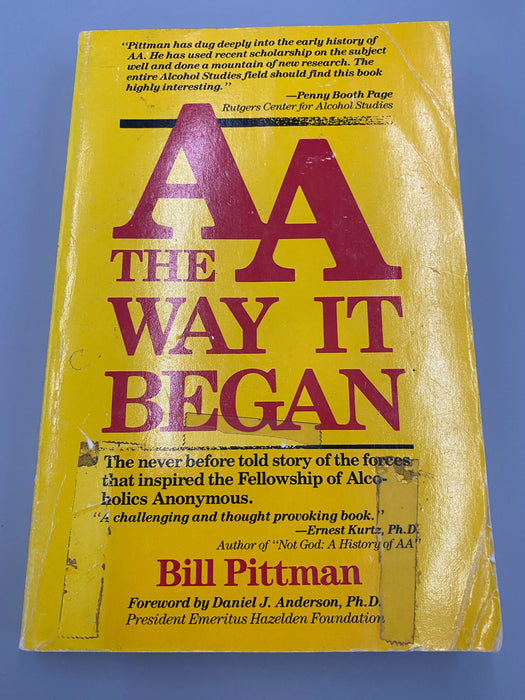 "Pittman has dug deeply into the early history of
AA. He has used recent scholarship on the subject
well and done a mountain of new research. The
entire Alcohol Studies field should find this book
highly interesting."
—Penny Booth Page
Rutgers Center for Alcohol Studies
AA
THE
WAY IT
BEGAN
The never before told story of the forces
that inspired the Fellowship of Alco-
holics Anonymous.
"A challenging and thought provoking book."
—Ernest Kurtz, Ph.D.
Author of "Not God: A History of AA"
Bill Pittman
Foreword by Daniel J. Anderson, Ph.D.
President Emeritus Hazelden Foundation